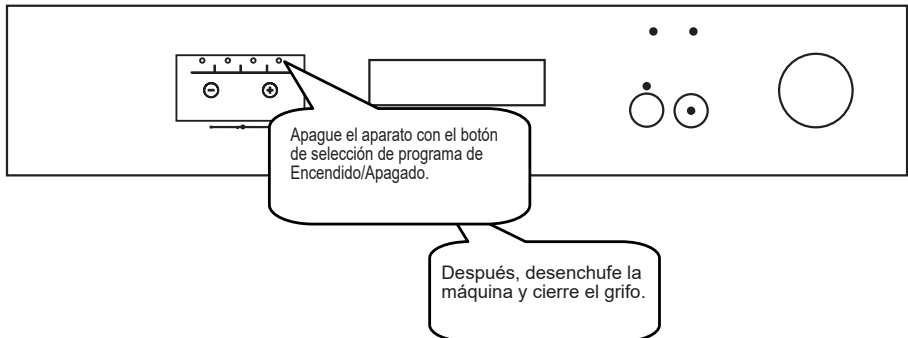 Apague el aparato con el botón
de selección de programa de
Encendido/Apagado.
Después, desenchufe la
máquina y cierre el grifo.